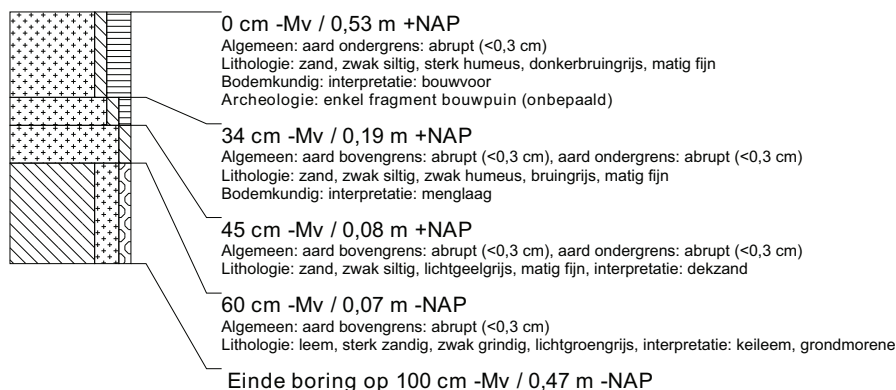 0 cm -Mv / 0,53 m +NAP
Algemeen: aard ondergrens: abrupt (<0,3 cm)
Lithologie: zand, zwak siltig, sterk humeus, donkerbruingrijs, matig fijn
Bodemkundig: interpretatie: bouwvoor
Archeologie: enkel fragment bouwpuin (onbepaald)
34 cm -Mv / 0,19 m +NAP
Algemeen: aard bovengrens: abrupt (<0,3 cm), aard ondergrens: abrupt (<0,3 cm)
Lithologie: zand, zwak siltig, zwak humeus, bruingrijs, matig fijn
Bodemkundig: interpretatie: menglaag
45 cm -Mv / 0,08 m +NAP
Algemeen: aard bovengrens: abrupt (<0,3 cm), aard ondergrens: abrupt (<0,3 cm)
Lithologie: zand, zwak siltig, lichtgeelgrijs, matig fijn, interpretatie: dekzand
60 cm -Mv / 0,07 m -NAP
Algemeen: aard bovengrens: abrupt (<0,3 cm)
Lithologie: leem, sterk zandig, zwak grindig, lichtgroengrijs, interpretatie: keileem, grondmorene
Einde boring op 100 cm -Mv / 0,47 m -NAP